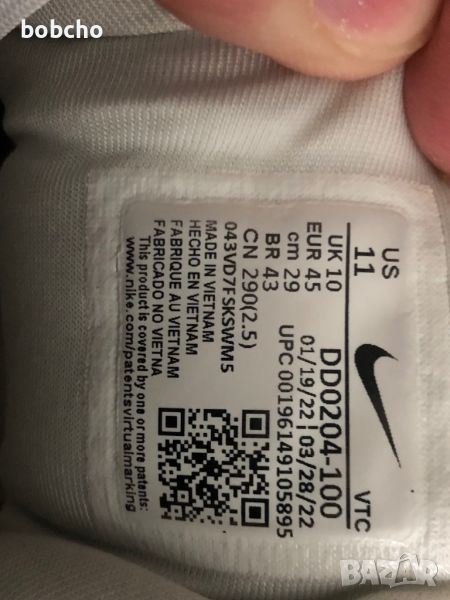 bobcho
US
11
VTC
UK 10
EUR 45
cm 29
BR 43
CN 290(2.5)
DD0204-100
01/19/22 | 03/28/22
UPC 00196149105895
043VD7FSKSWM5
MADE IN VIETNAM
HECHO EN VIETNAM
FABRIQUE AU VIETNAM
FABRICADO NO VIETNA
This product is covered by one or more patents:
www.nike.com/patentsvirtualmarking
BAZAR